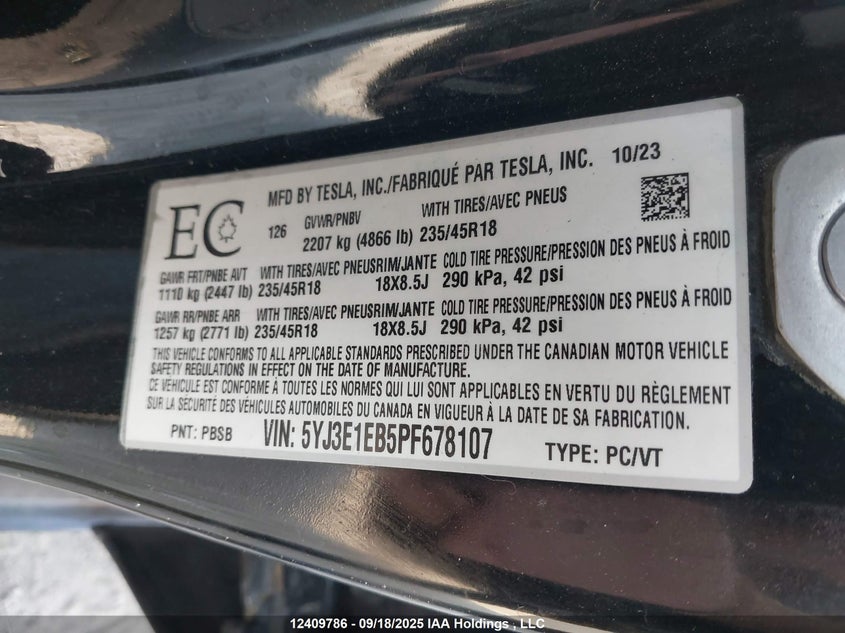 EC
MFD BY TESLA, INC./FABRIQUÉ PAR TESLA, INC. 10/23
126 GVWR/PNBV WITH TIRES/AVEC PNEUS
2207 kg (4866 lb) 235/45R18
GAWR FRT/PNBE AVT WITH TIRES/AVEC PNEUS RIM/JANTE COLD TIRE PRESSURE/PRESSION DES PNEUS À FROID
1110 kg (2447 lb) 235/45R18 18X8.5J 290 kPa, 42 psi
GAWR RR/PNBE ARR WITH TIRES/AVEC PNEUS RIM/JANTE COLD TIRE PRESSURE/PRESSION DES PNEUS À FROID
1257 kg (2771 lb) 235/45R18 18X8.5J 290 kPa, 42 psi
THIS VEHICLE CONFORMS TO ALL APPLICABLE STANDARDS PRESCRIBED UNDER THE CANADIAN MOTOR VEHICLE
SAFETY REGULATIONS IN EFFECT ON THE DATE OF MANUFACTURE.
CE VÉHICULE EST CONFORME À TOUTES LES NORMES QUI LUI SONT APPLICABLES EN VERTU DU RÈGLEMENT
SUR LA SÉCURITÉ DES VÉHICULES AUTOMOBILES DU CANADA EN VIGUEUR À LA DATE DE SA FABRICATION.
PNT: PBSB VIN: 5YJ3E1EB5PF678107 TYPE: PC/VT
12409786 - 09/18/2025 IAA Holdings , LLC